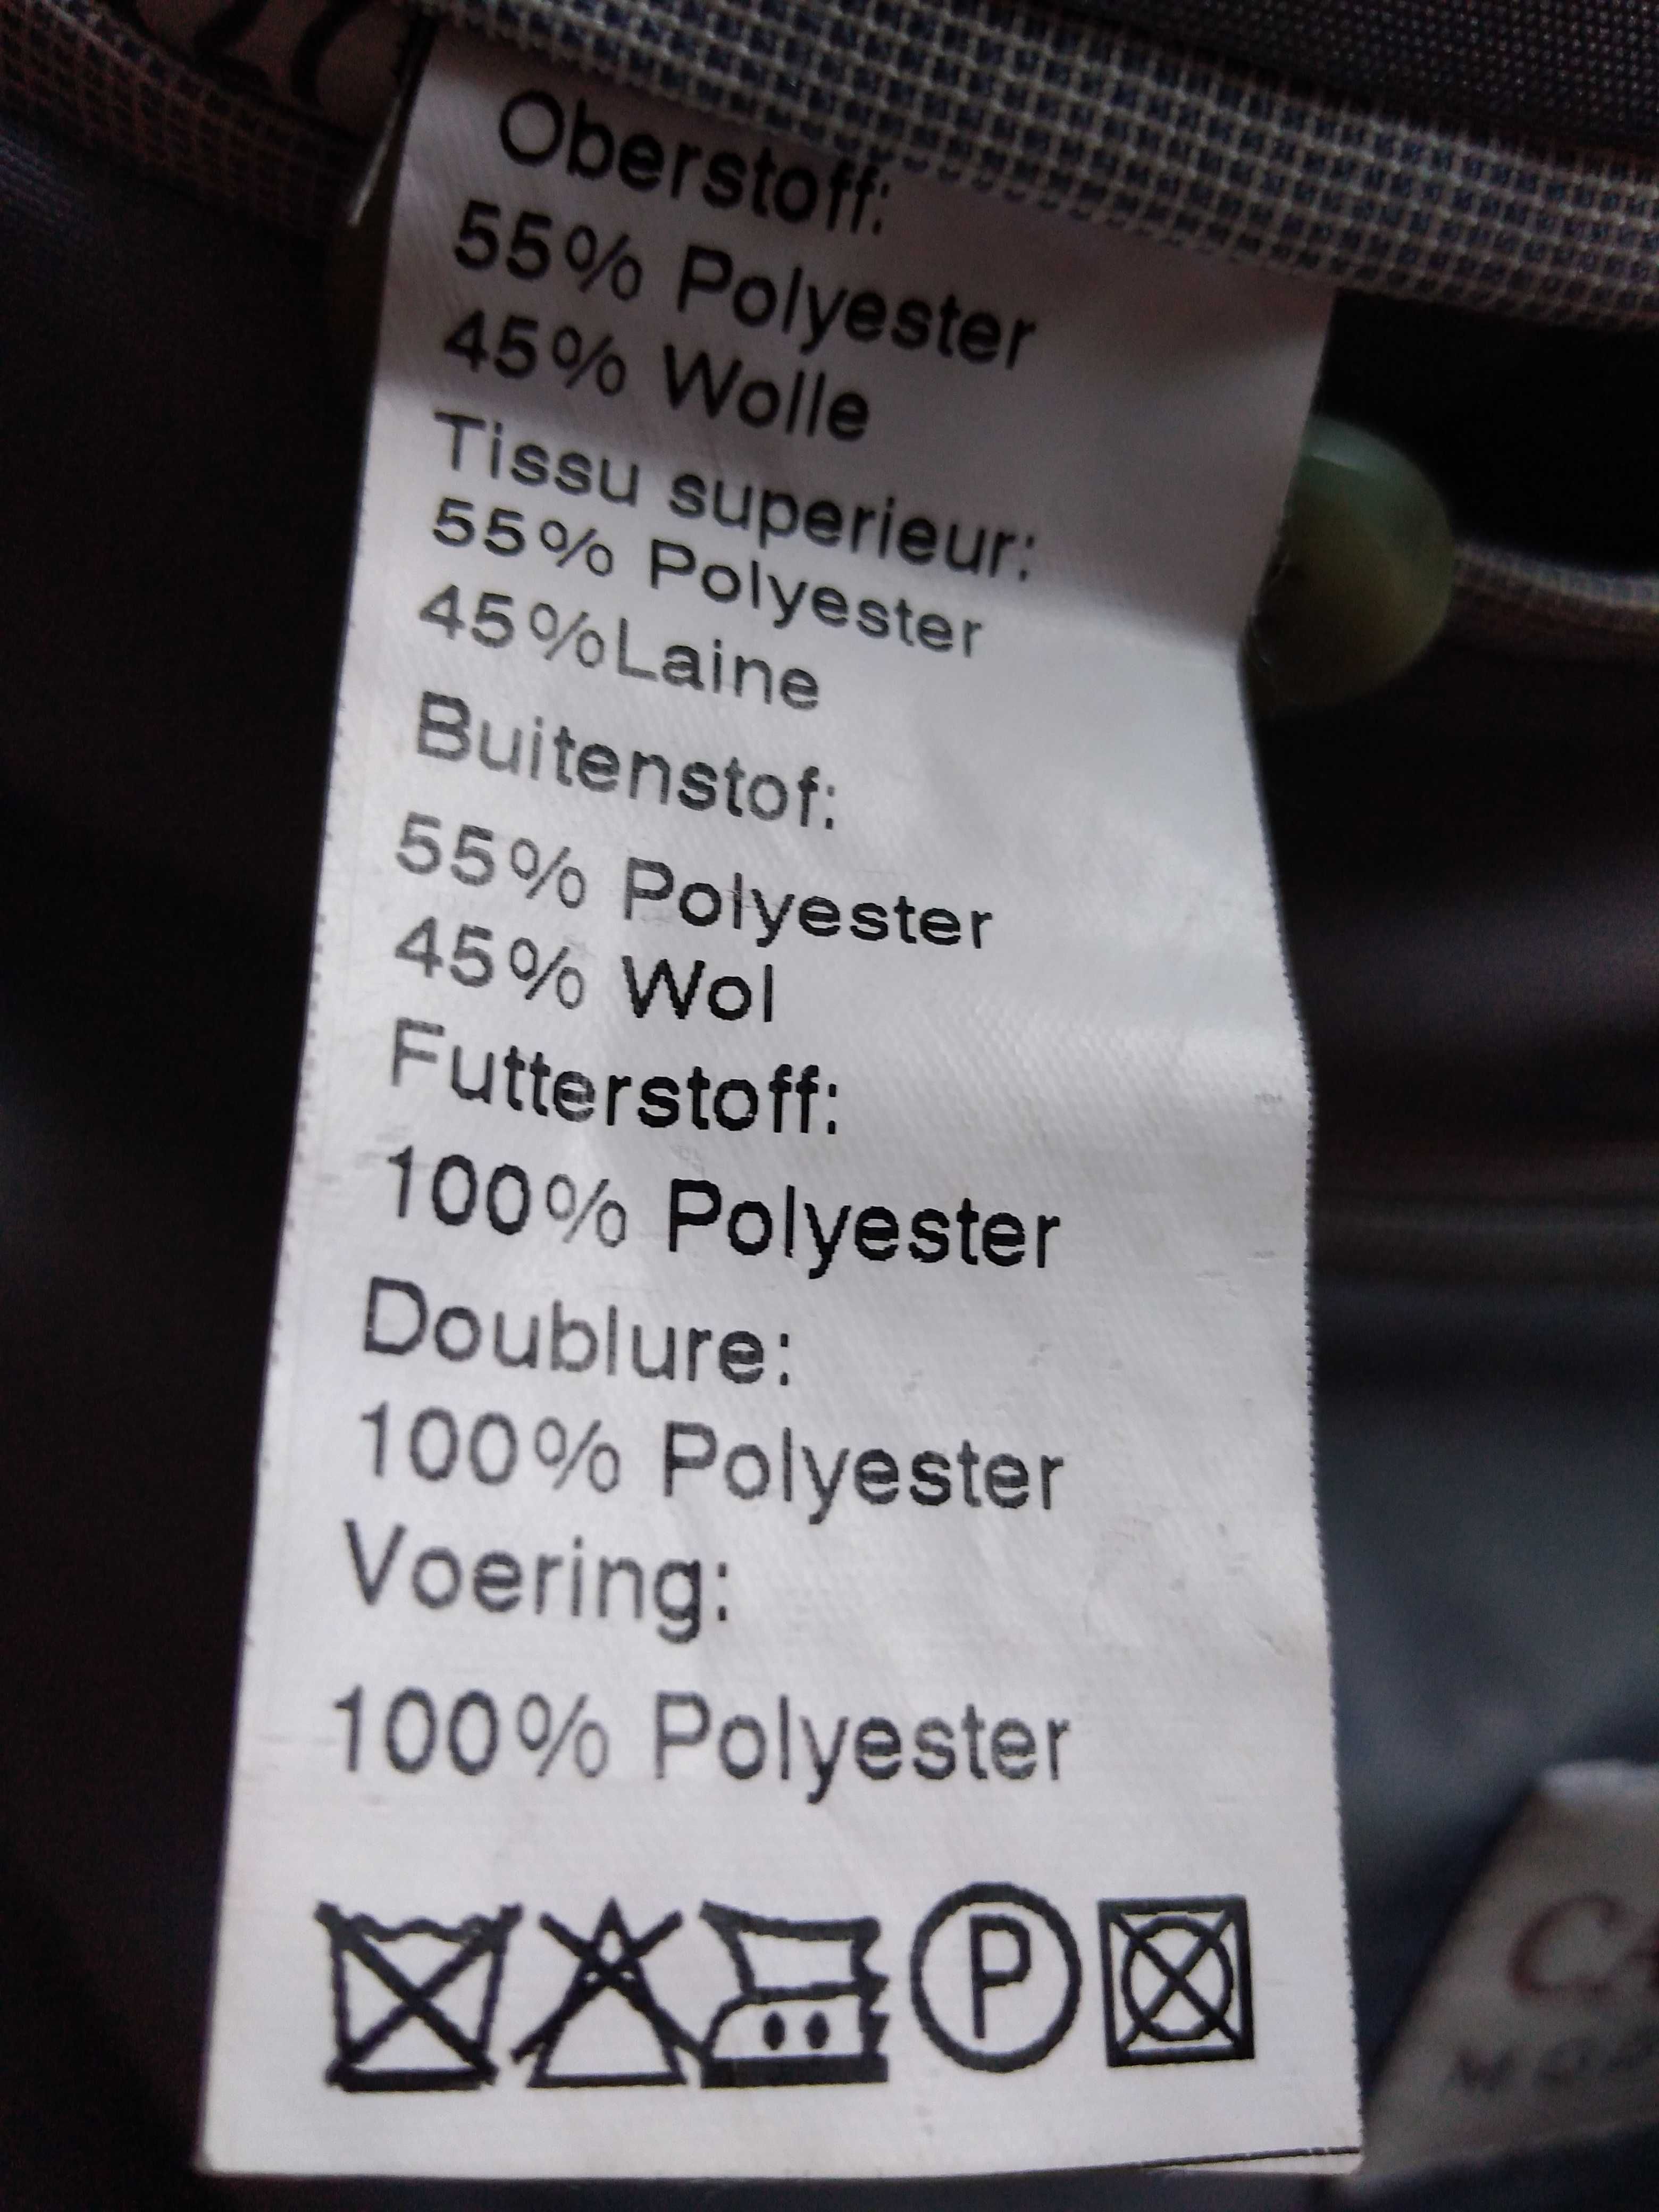 Oberstoff:
55% Polyester
45% Wolle
Tissu superieur:
55% Polyester
45%Laine
Buitenstof:
55% Polyester
45% Wol
Futterstoff:
100% Polyester
Doublure:
100% Polyester
Voering:
100% Polyester
P